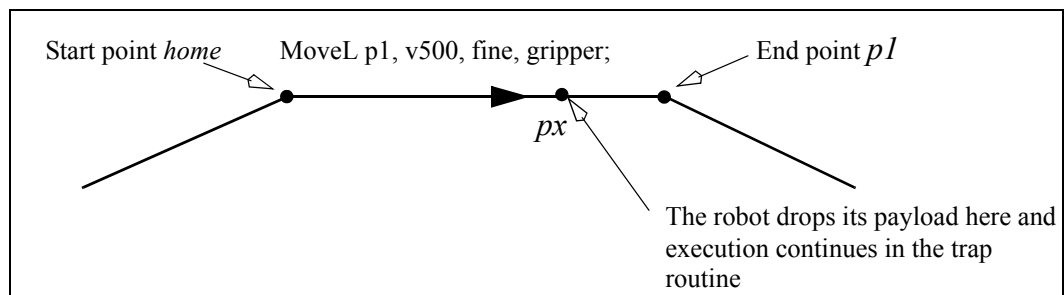 Start point home
MoveL p1, v500, fine, gripper;
End point p1
px
The robot drops its payload here and
execution continues in the trap
routine